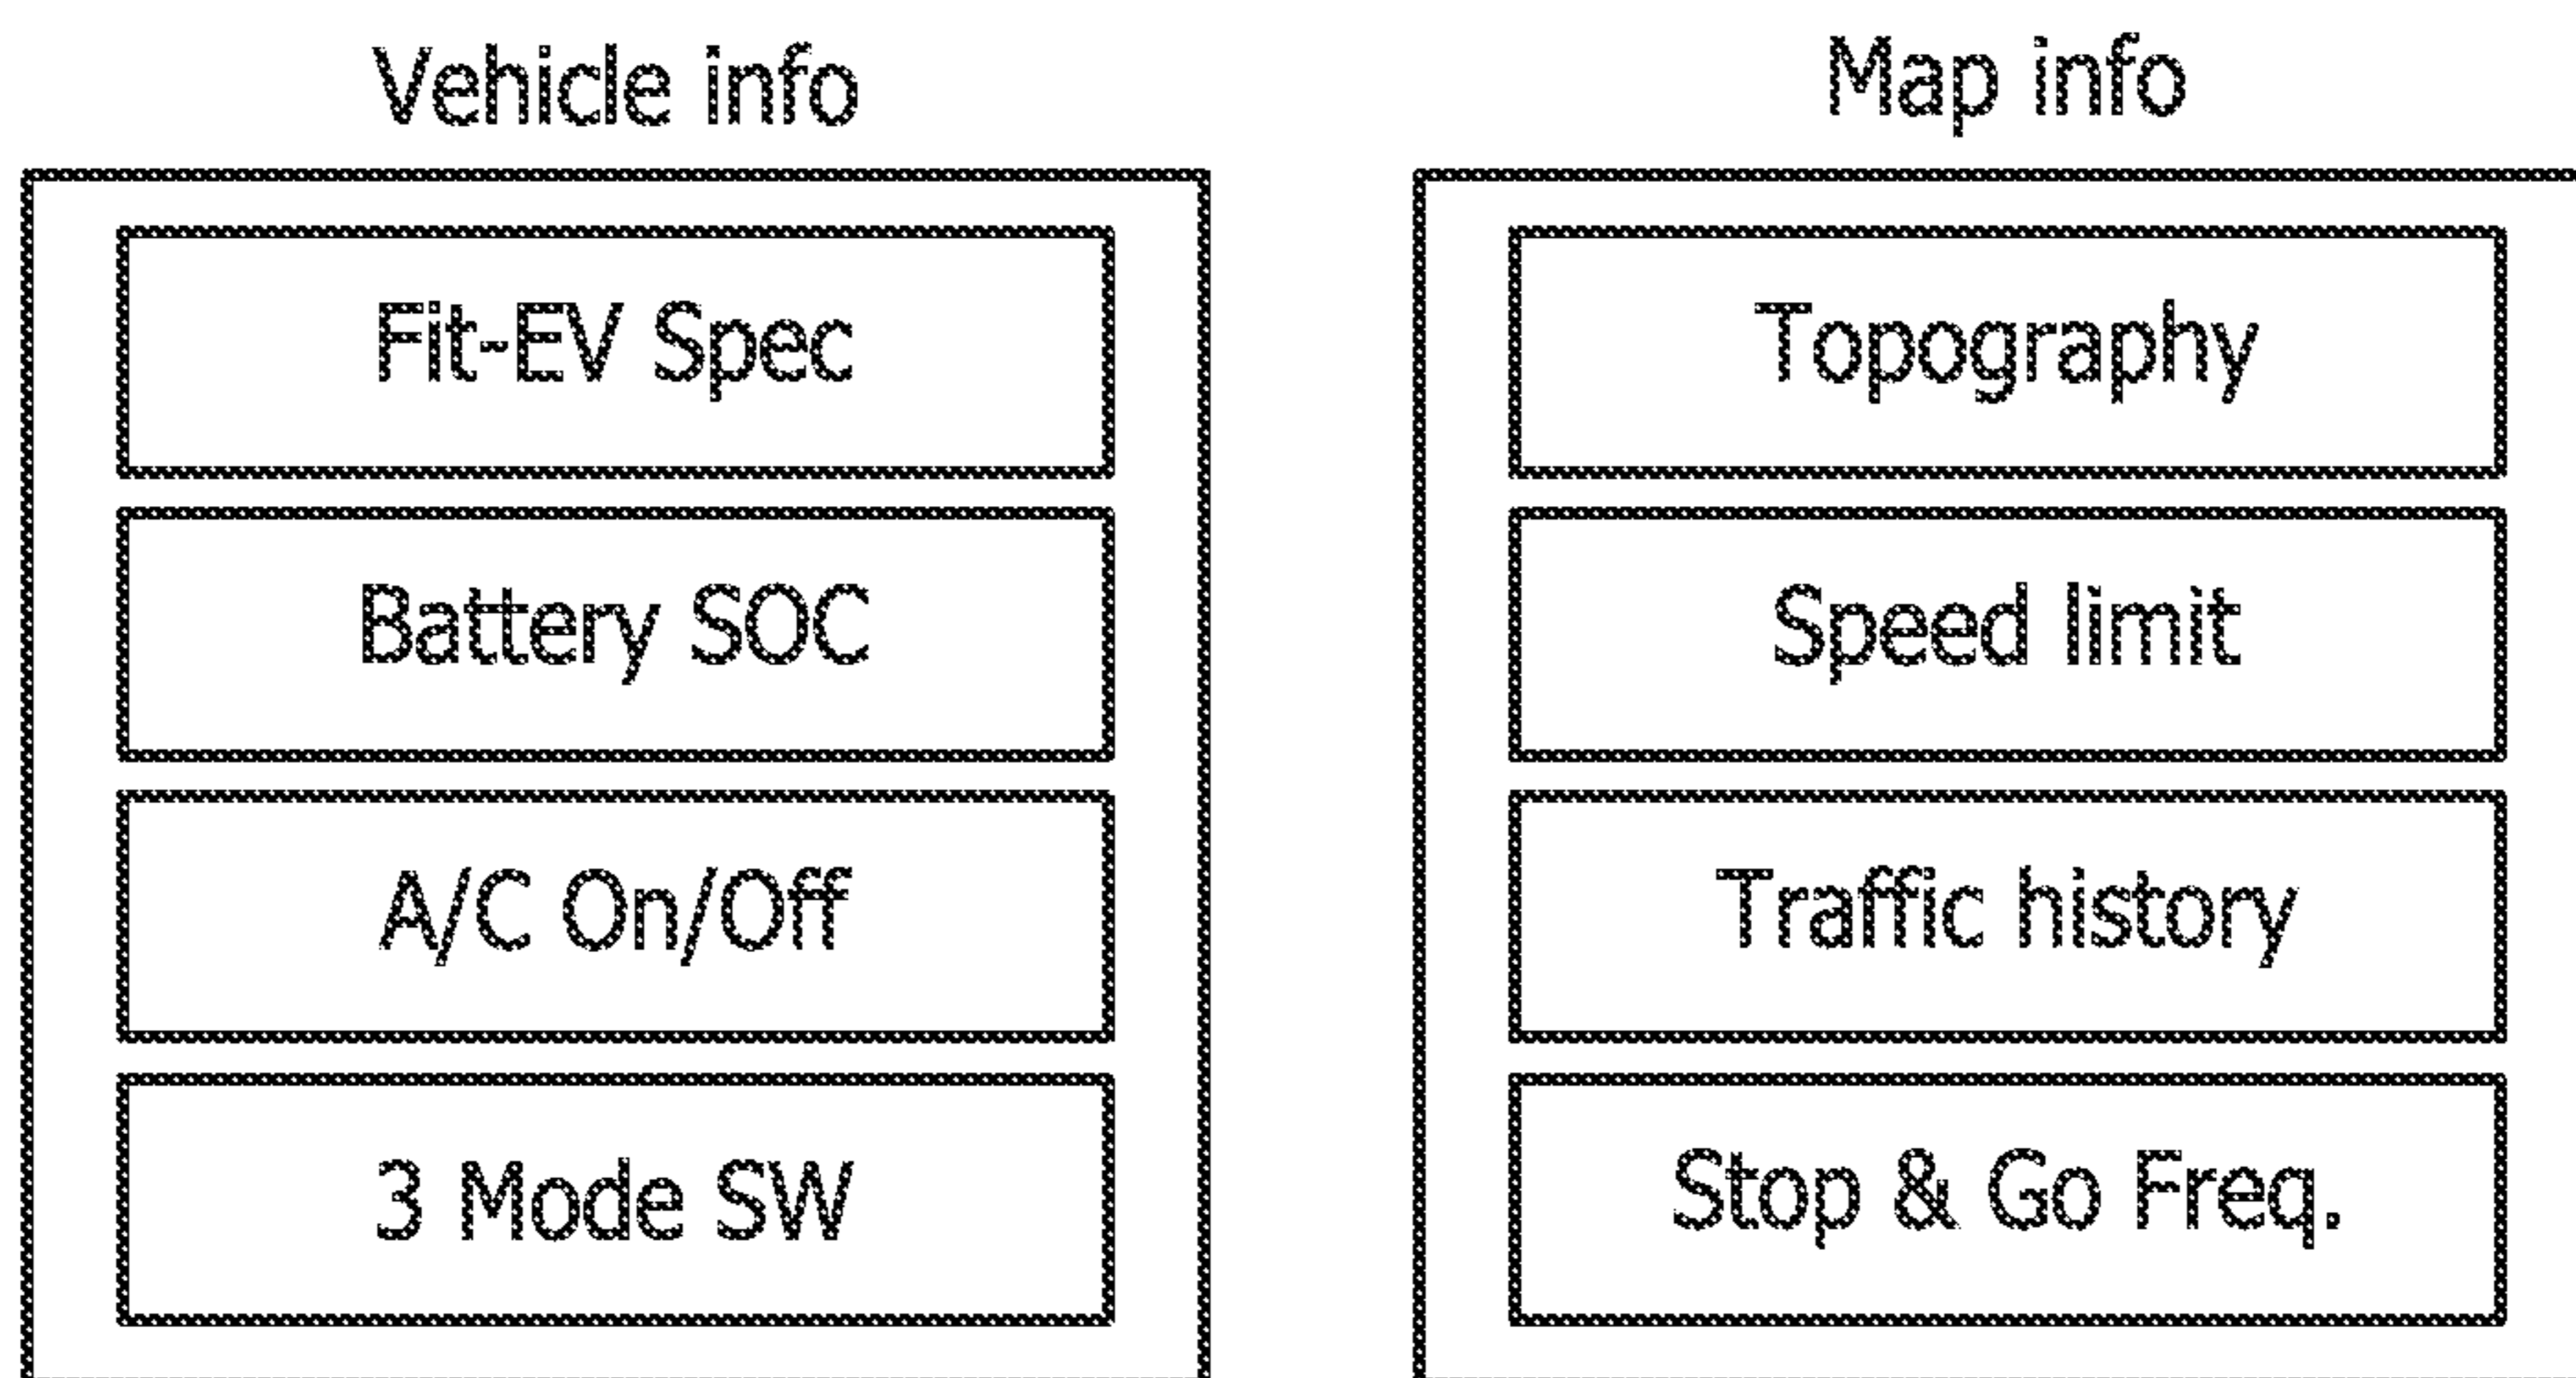 Vehicle info
Fit-EV Spec
Battery SOC
A/C On/Off
3 Mode SW
Map info
Topography
Speed limit
Traffic history
Stop & Go Freq.